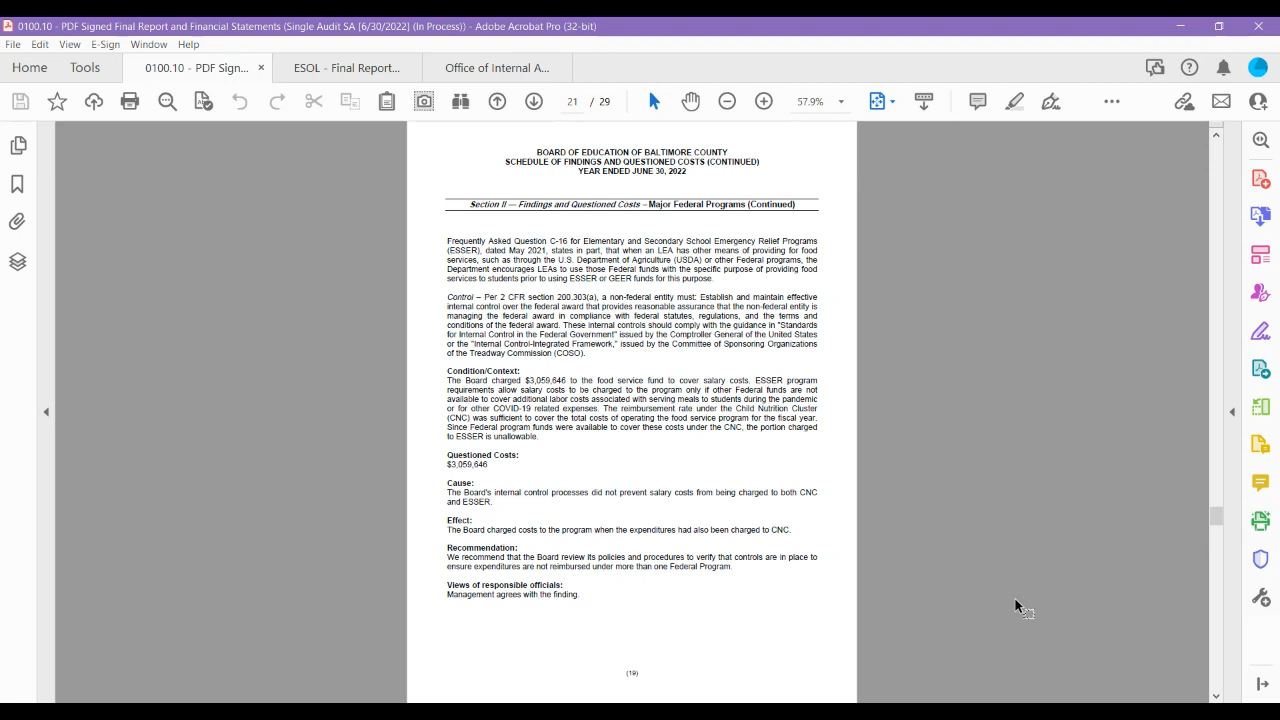 0100.10 - PDF Signed Final Report and Financial Statements (Single Audit SA [6/30/2022] (In Process)) - Adobe Acrobat Pro (32-bit)
File Edit View E-Sign Window Help
Home Tools 0100.10 - PDF Sign... × ESOL - Final Report... Office of Internal A...
21 / 29 57.9%
BOARD OF EDUCATION OF BALTIMORE COUNTY
SCHEDULE OF FINDINGS AND QUESTIONED COSTS (CONTINUED)
YEAR ENDED JUNE 30, 2022
Section II — Findings and Questioned Costs – Major Federal Programs (Continued)
Frequently Asked Question C-16 for Elementary and Secondary School Emergency Relief Programs
(ESSER), dated May 2021, states in part, that when an LEA has other means of providing for food
services, such as through the U.S. Department of Agriculture (USDA) or other Federal programs, the
Department encourages LEAs to use those Federal funds with the specific purpose of providing food
services to students prior to using ESSER or GEER funds for this purpose.
Control – Per 2 CFR section 200.303(a), a non-federal entity must: Establish and maintain effective
internal control over the federal award that provides reasonable assurance that the non-federal entity is
managing the federal award in compliance with federal statutes, regulations, and the terms and
conditions of the federal award. These internal controls should comply with the guidance in "Standards
for Internal Control in the Federal Government" issued by the Comptroller General of the United States
or the "Internal Control-Integrated Framework," issued by the Committee of Sponsoring Organizations
of the Treadway Commission (COSO).
Condition/Context:
The Board charged $3,059,646 to the food service fund to cover salary costs. ESSER program
requirements allow salary costs to be charged to the program only if other Federal funds are not
available to cover additional labor costs associated with serving meals to students during the pandemic
or for other COVID-19 related expenses. The reimbursement rate under the Child Nutrition Cluster
(CNC) was sufficient to cover the total costs of operating the food service program for the fiscal year.
Since Federal program funds were available to cover these costs under the CNC, the portion charged
to ESSER is unallowable.
Questioned Costs:
$3,059,646
Cause:
The Board's internal control processes did not prevent salary costs from being charged to both CNC
and ESSER.
Effect:
The Board charged costs to the program when the expenditures had also been charged to CNC.
Recommendation:
We recommend that the Board review its policies and procedures to verify that controls are in place to
ensure expenditures are not reimbursed under more than one Federal Program.
Views of responsible officials:
Management agrees with the finding.
(19)